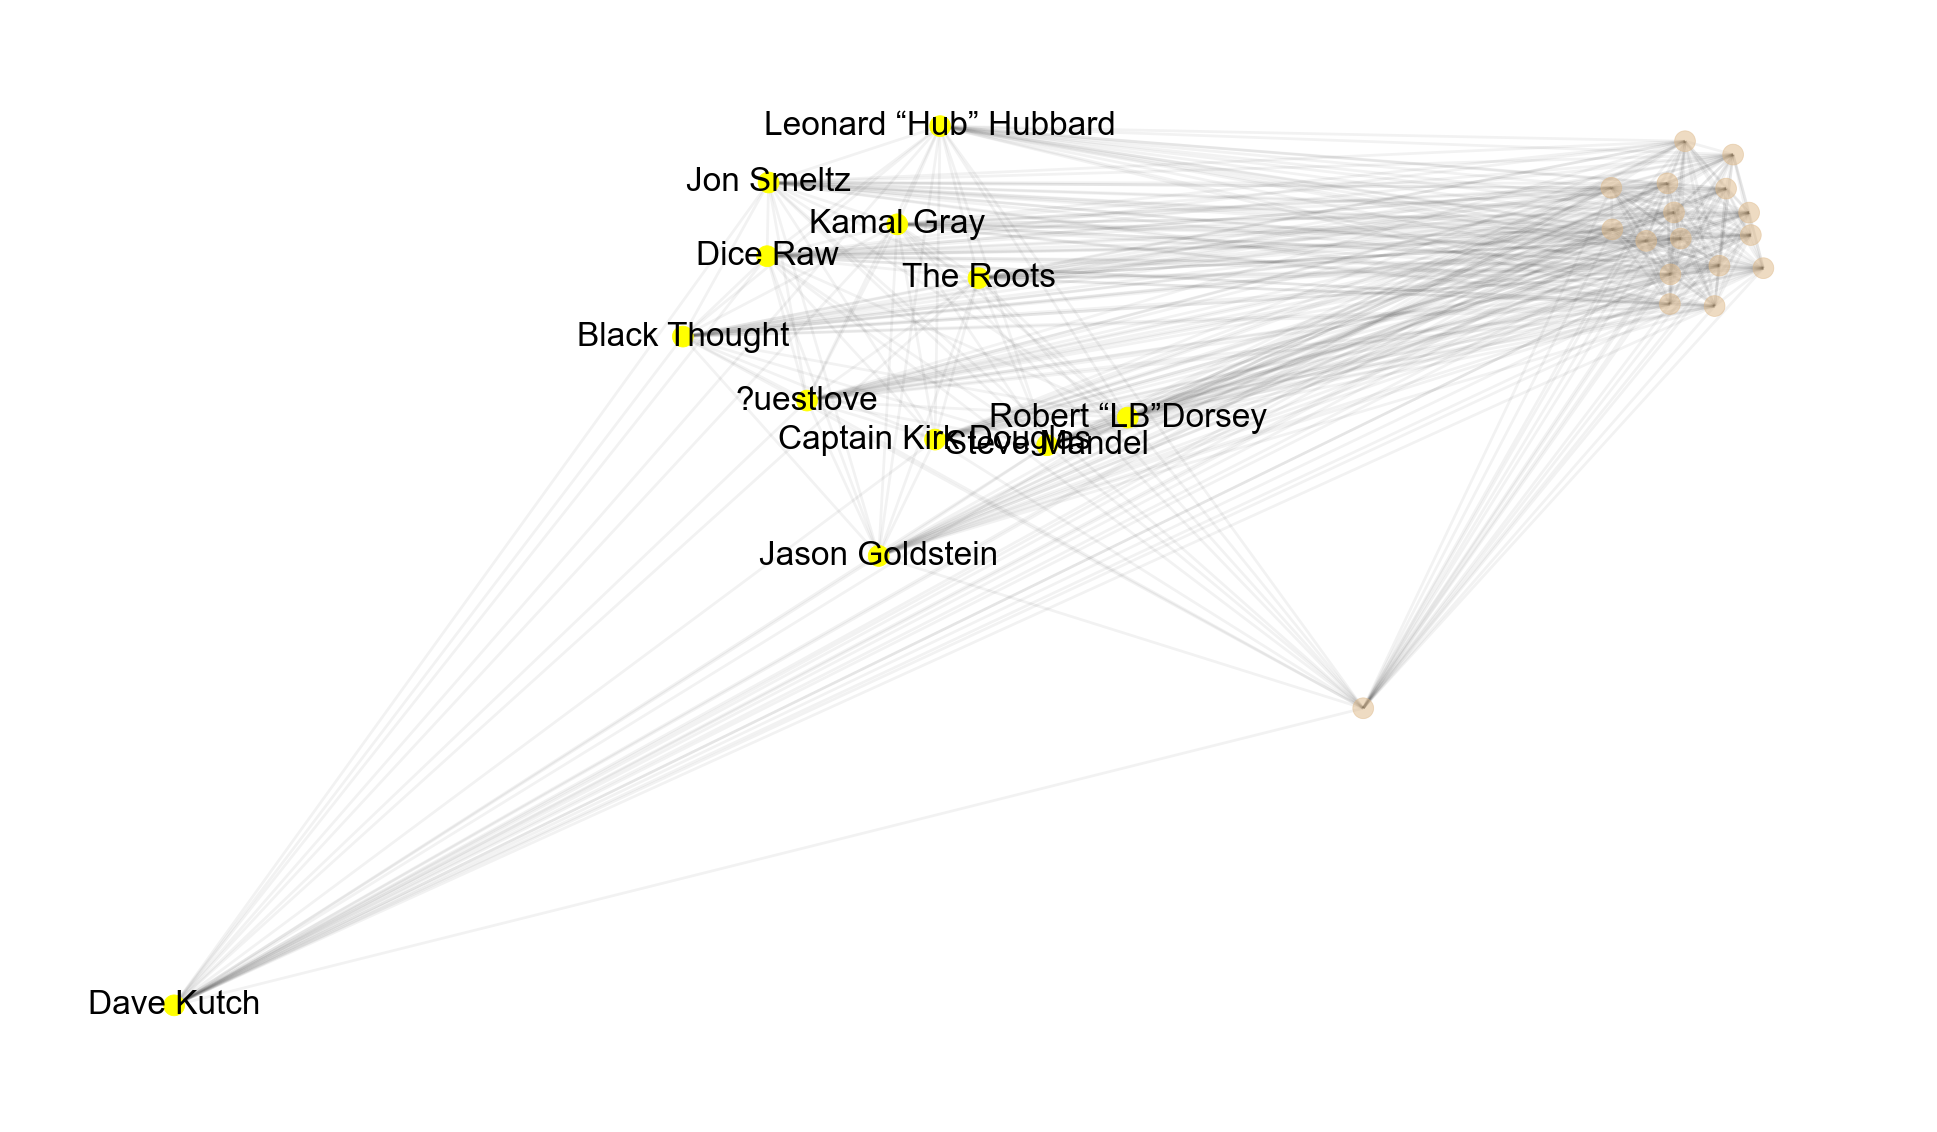 Leonard “Hub” Hubbard
Jon Smeltz
Kamal Gray
Dice Raw
The Roots
Black Thought
?uestlove
Robert “LB”Dorsey
Captain Kirk Douglas
Steve Mandel
Jason Goldstein
Dave Kutch